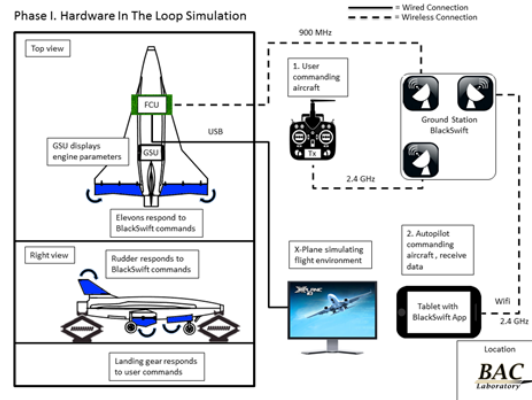 Phase I. Hardware In The Loop Simulation
Wired Connection
Wireless Connection
900 MHz
Top view
FCU
USB
GSU displays
engine parameters
GSU
Elevons respond to
BlackSwift commands
1. User
commanding
aircraft
Tx
2.4 GHz
Ground Station
BlackSwift
Right view
Rudder responds to
BlackSwift commands
Landing gear responds
to user commands
X-Plane simulating
flight environment
X-PLANE
10
2. Autopilot
commanding
aircraft , receive
data
Tablet with
BlackSwift App
Wifi
2.4 GHz
Location
BAC
Laboratory